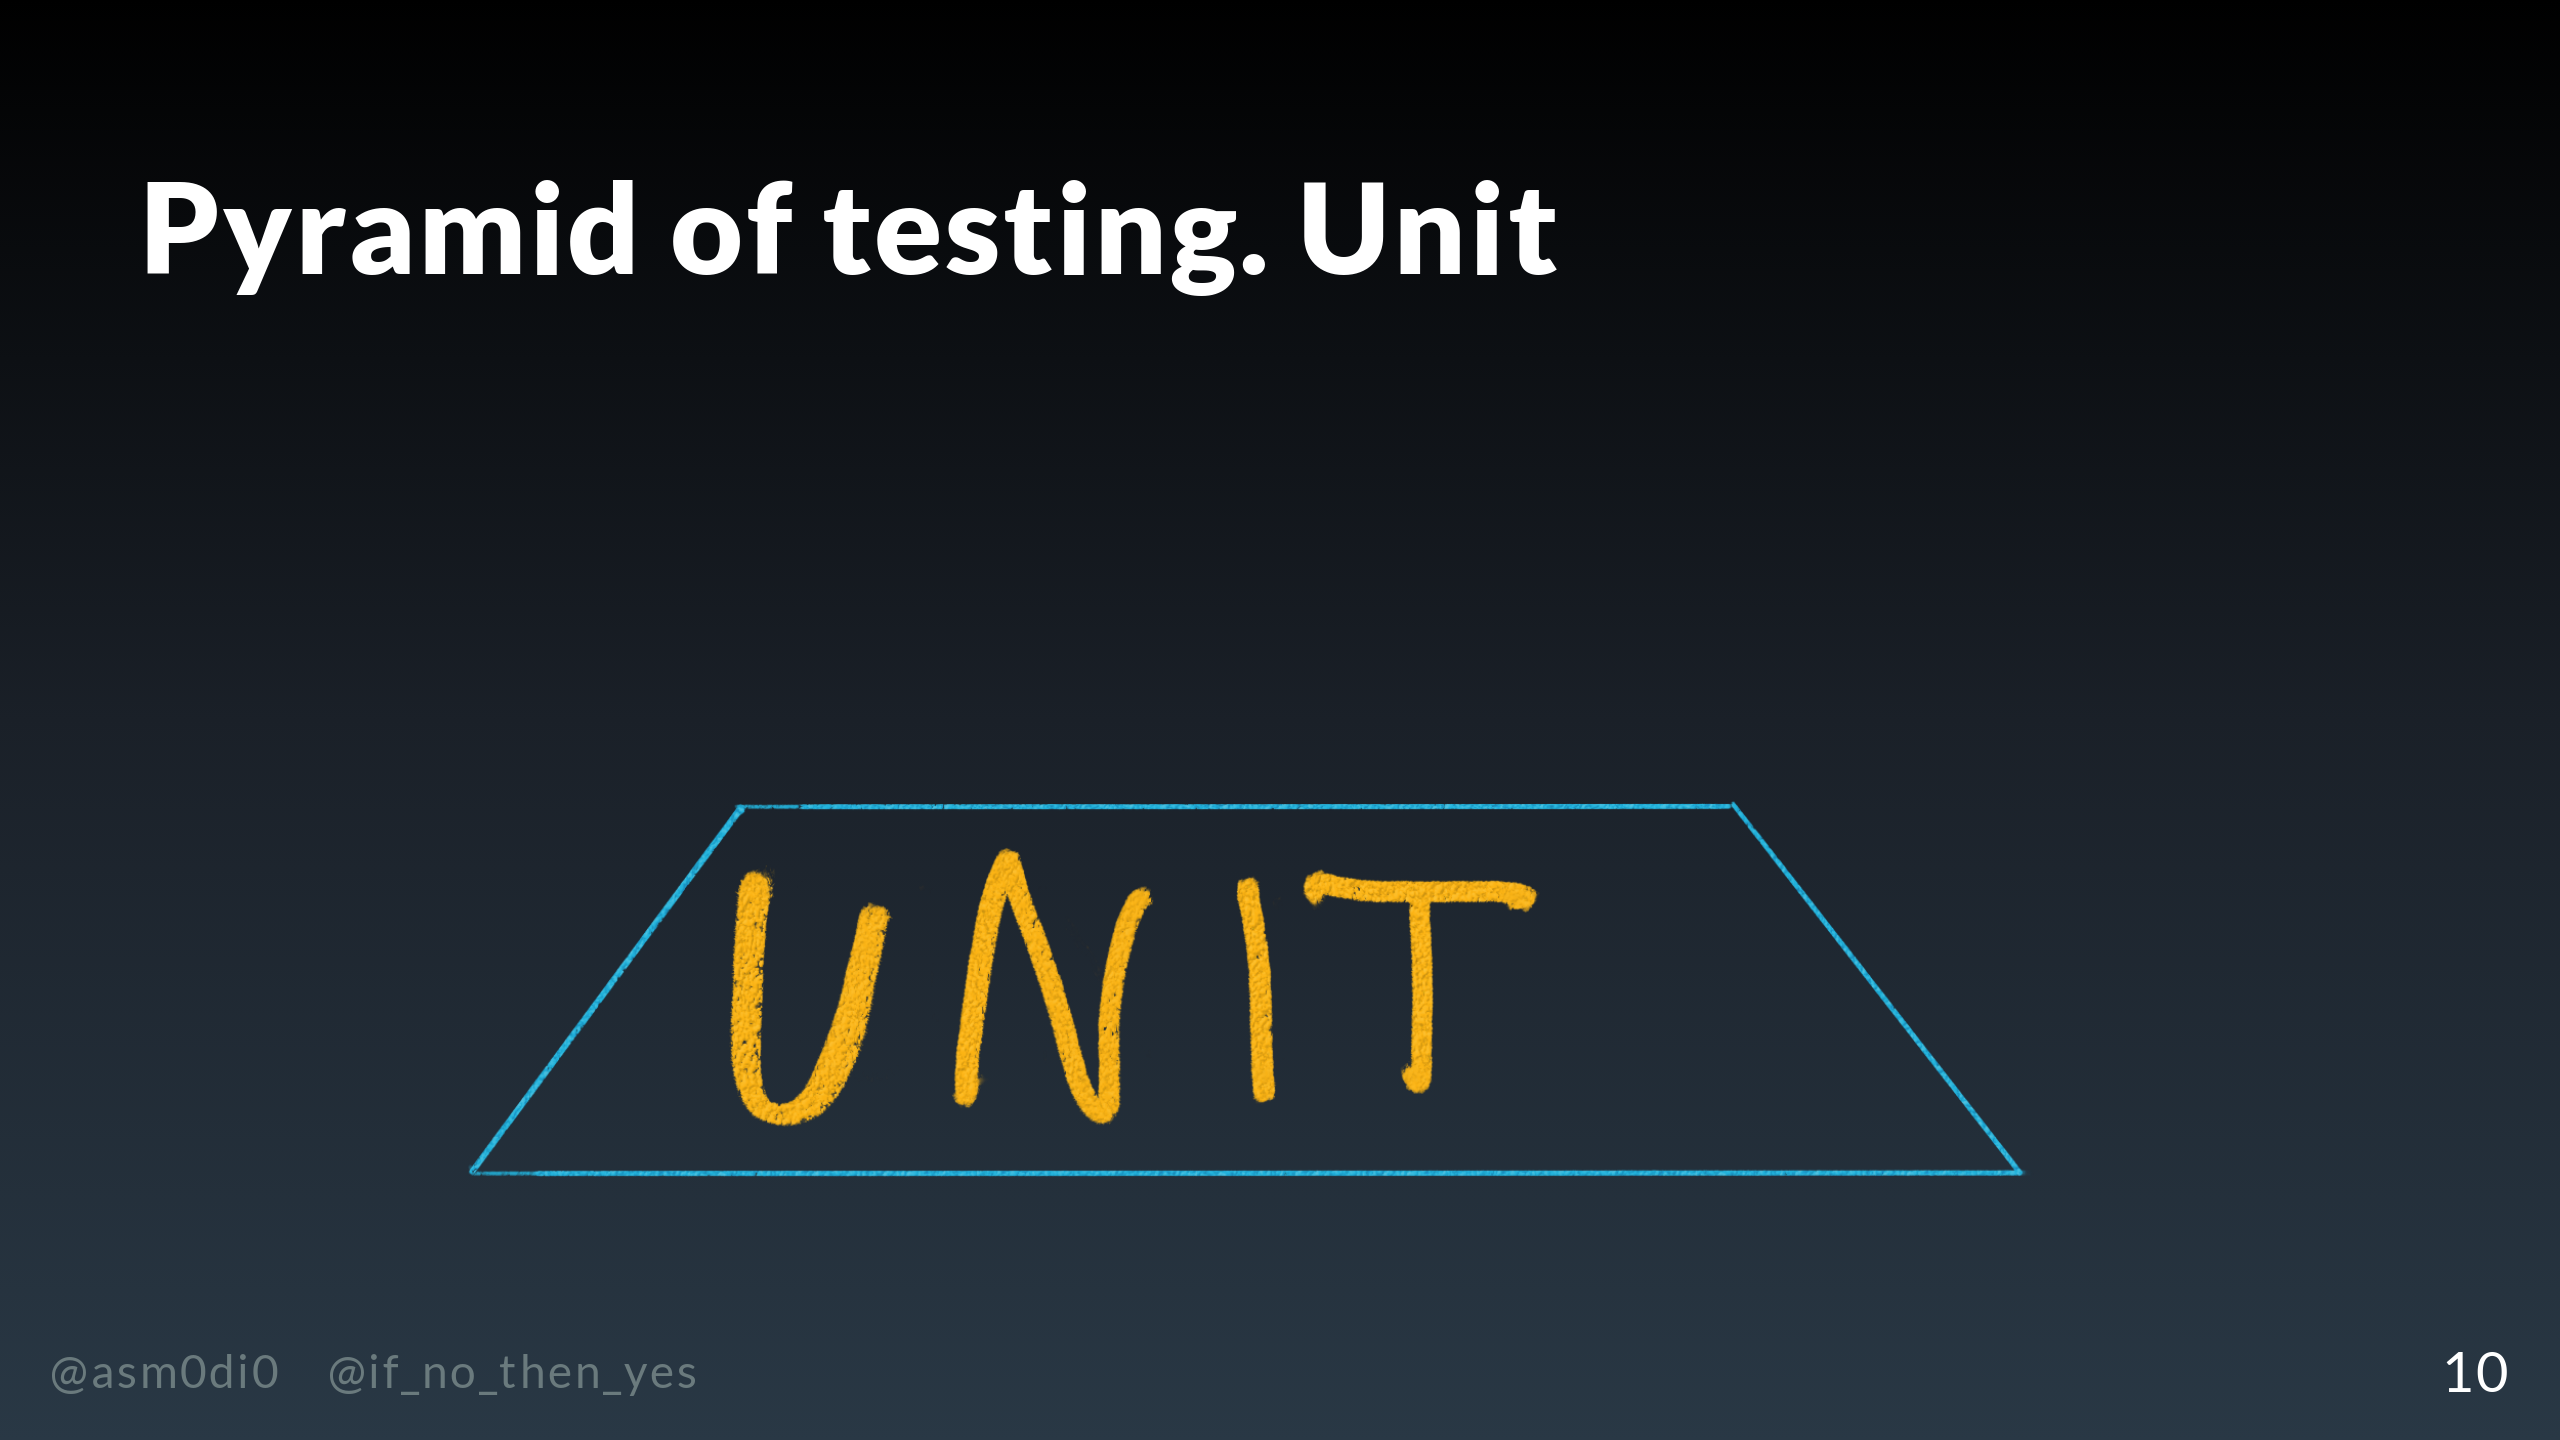 Pyramid of testing. Unit
UNIT
@asm0di0 @if_no_then_yes
10